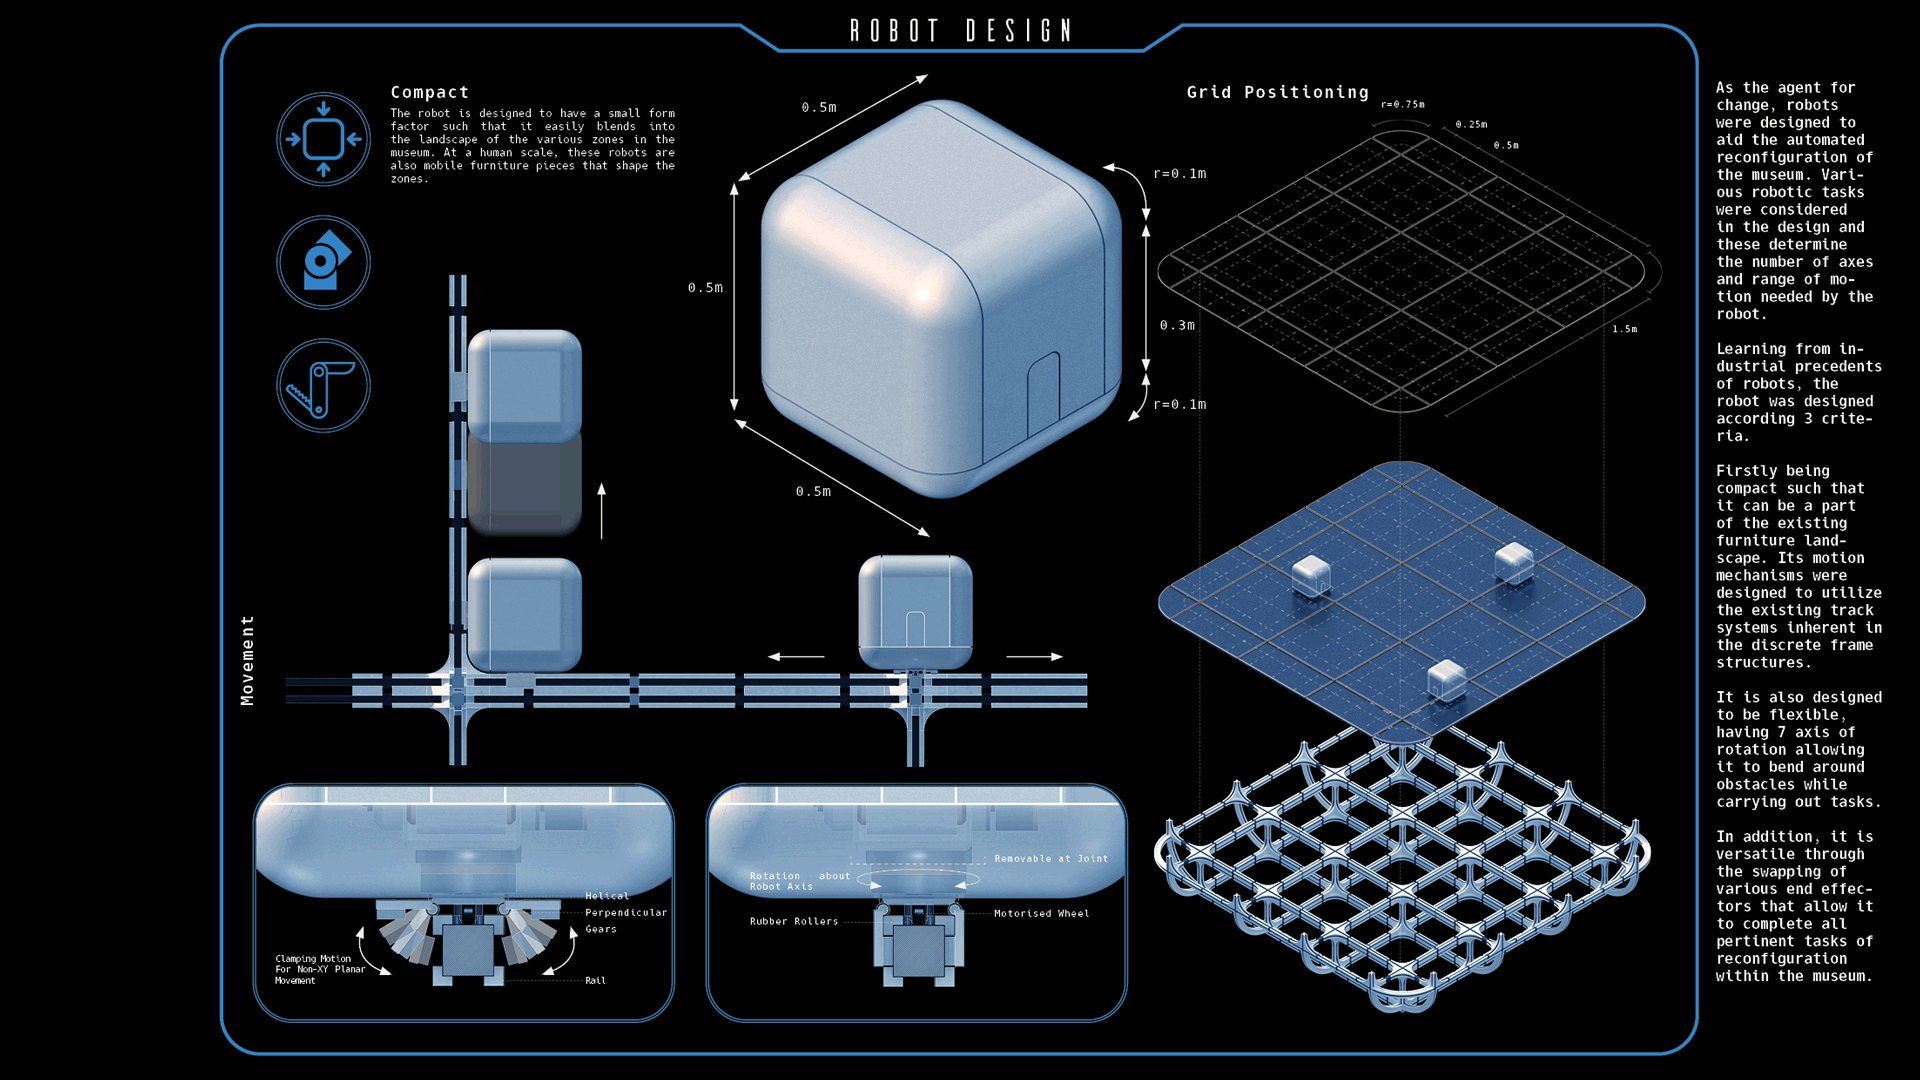 ROBOT DESIGN
Compact
The robot is designed to have a small form
factor such that it easily blends into
the landscape of the various zones in the
museum. At a human scale, these robots are
also mobile furniture pieces that shape the
zones.
0.5m
0.5m
0.5m
r=0.1m
0.3m
r=0.1m
Grid Positioning
r=0.75m
0.25m
0.5m
1.5m
Movement
Helical
Perpendicular
Gears
Clamping Motion
For Non-XY Planar
Movement
Rail
Removable at Joint
Rotation about
Robot Axis
Rubber Rollers
Motorised Wheel
As the agent for
change, robots
were designed to
aid the automated
reconfiguration of
the museum. Vari-
ous robotic tasks
were considered
in the design and
these determine
the number of axes
and range of mo-
tion needed by the
robot.
Learning from in-
dustrial precedents
of robots, the
robot was designed
according 3 crite-
ria.
Firstly being
compact such that
it can be a part
of the existing
furniture land-
scape. Its motion
mechanisms were
designed to utilize
the existing track
systems inherent in
the discrete frame
structures.
It is also designed
to be flexible,
having 7 axis of
rotation allowing
it to bend around
obstacles while
carrying out tasks.
In addition, it is
versatile through
the swapping of
various end effec-
tors that allow it
to complete all
pertinent tasks of
reconfiguration
within the museum.